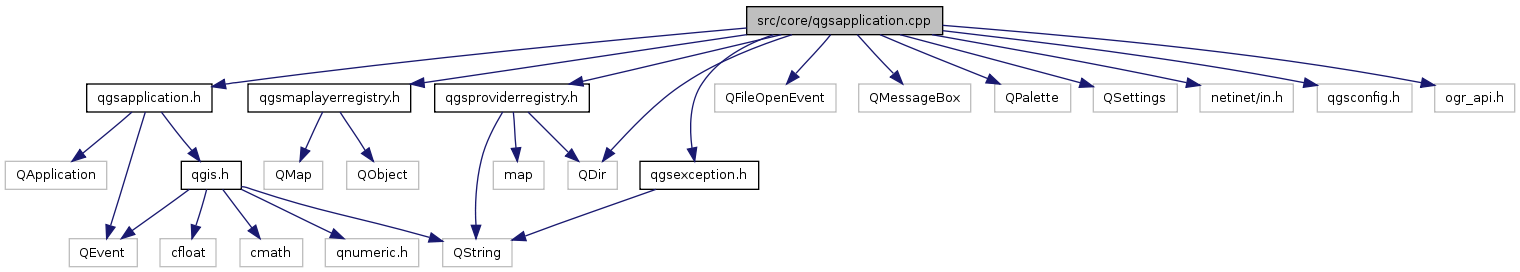 src/core/qgsapplication.cpp
qgsapplication.h
qgsmaplayerregistry.h
qgsproviderregistry.h
QFileOpenEvent
QMessageBox
QPalette
QSettings
netinet/in.h
qgsconfig.h
ogr_api.h
QApplication
qgis.h
QMap
QObject
map
QDir
qgsexception.h
QEvent
cfloat
cmath
qnumeric.h
QString